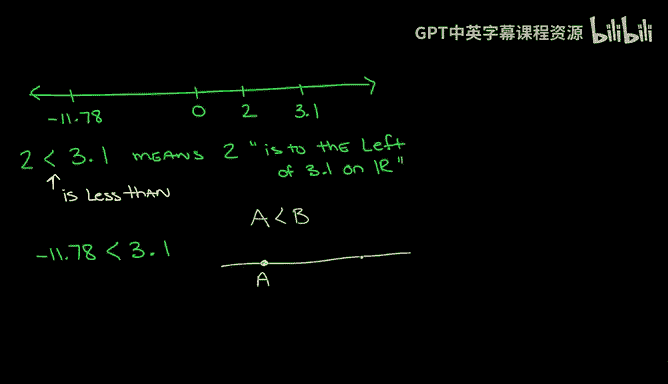 GPT中英字幕课程资源 bilibili
-11.78 0 2 3.1
2 < 3.1 MEANS 2 "is to the Left
of 3.1 on ℝ"
↑
is Less than
A < B
-11.78 < 3.1
A